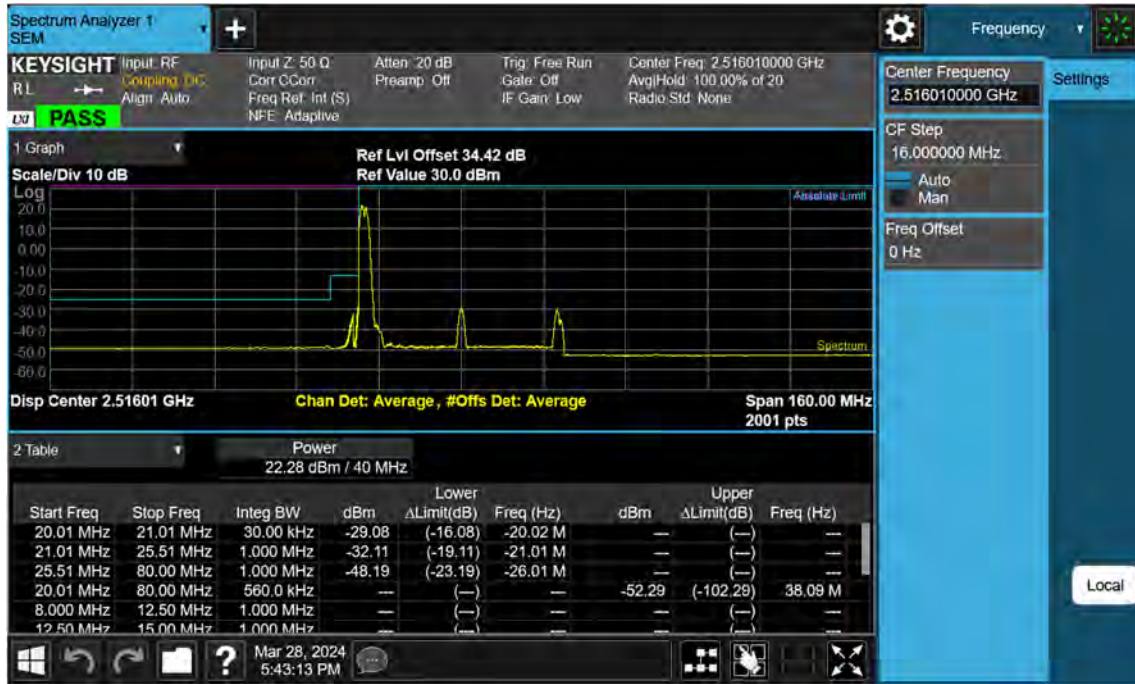 Spectrum Analyzer 1
SEM
+
Frequency
KEYSIGHT
Input: RF
Coupling: DC
Align: Auto
Input Z: 50 Ω
Corr CCorr
Freq Ref: Int (S)
NFE: Adaptive
Atten: 20 dB
Preamp: Off
Trig: Free Run
Gate: Off
IF Gain: Low
Center Freq: 2.516010000 GHz
Avg|Hold: 100.00% of 20
Radio Std: None
RL
LXI PASS
Center Frequency
2.516010000 GHz
Settings
CF Step
16.000000 MHz
Auto
Man
Freq Offset
0 Hz
1 Graph
Scale/Div 10 dB
Ref Lvl Offset 34.42 dB
Ref Value 30.0 dBm
Log
Absolute Limit
20.0
10.0
0.00
-10.0
-20.0
-30.0
-40.0
-50.0
-60.0
Spectrum
Disp Center 2.51601 GHz
Chan Det: Average, #Offs Det: Average
Span 160.00 MHz
2001 pts
2 Table
Power
22.28 dBm / 40 MHz
Lower Upper
Start Freq Stop Freq Integ BW dBm ΔLimit(dB) Freq (Hz) dBm ΔLimit(dB) Freq (Hz)
20.01 MHz 21.01 MHz 30.00 kHz -29.08 (-16.08) -20.02 M --- (---) ---
21.01 MHz 25.51 MHz 1.000 MHz -32.11 (-19.11) -21.01 M --- (---) ---
25.51 MHz 80.00 MHz 1.000 MHz -48.19 (-23.19) -26.01 M --- (---) ---
20.01 MHz 80.00 MHz 560.0 kHz --- (---) --- -52.29 (-102.29) 38.09 M
8.000 MHz 12.50 MHz 1.000 MHz --- (---) --- --- (---) ---
12.50 MHz 15.00 MHz 1.000 MHz --- (---) --- --- (---) ---
Local
?
Mar 28, 2024
5:43:13 PM